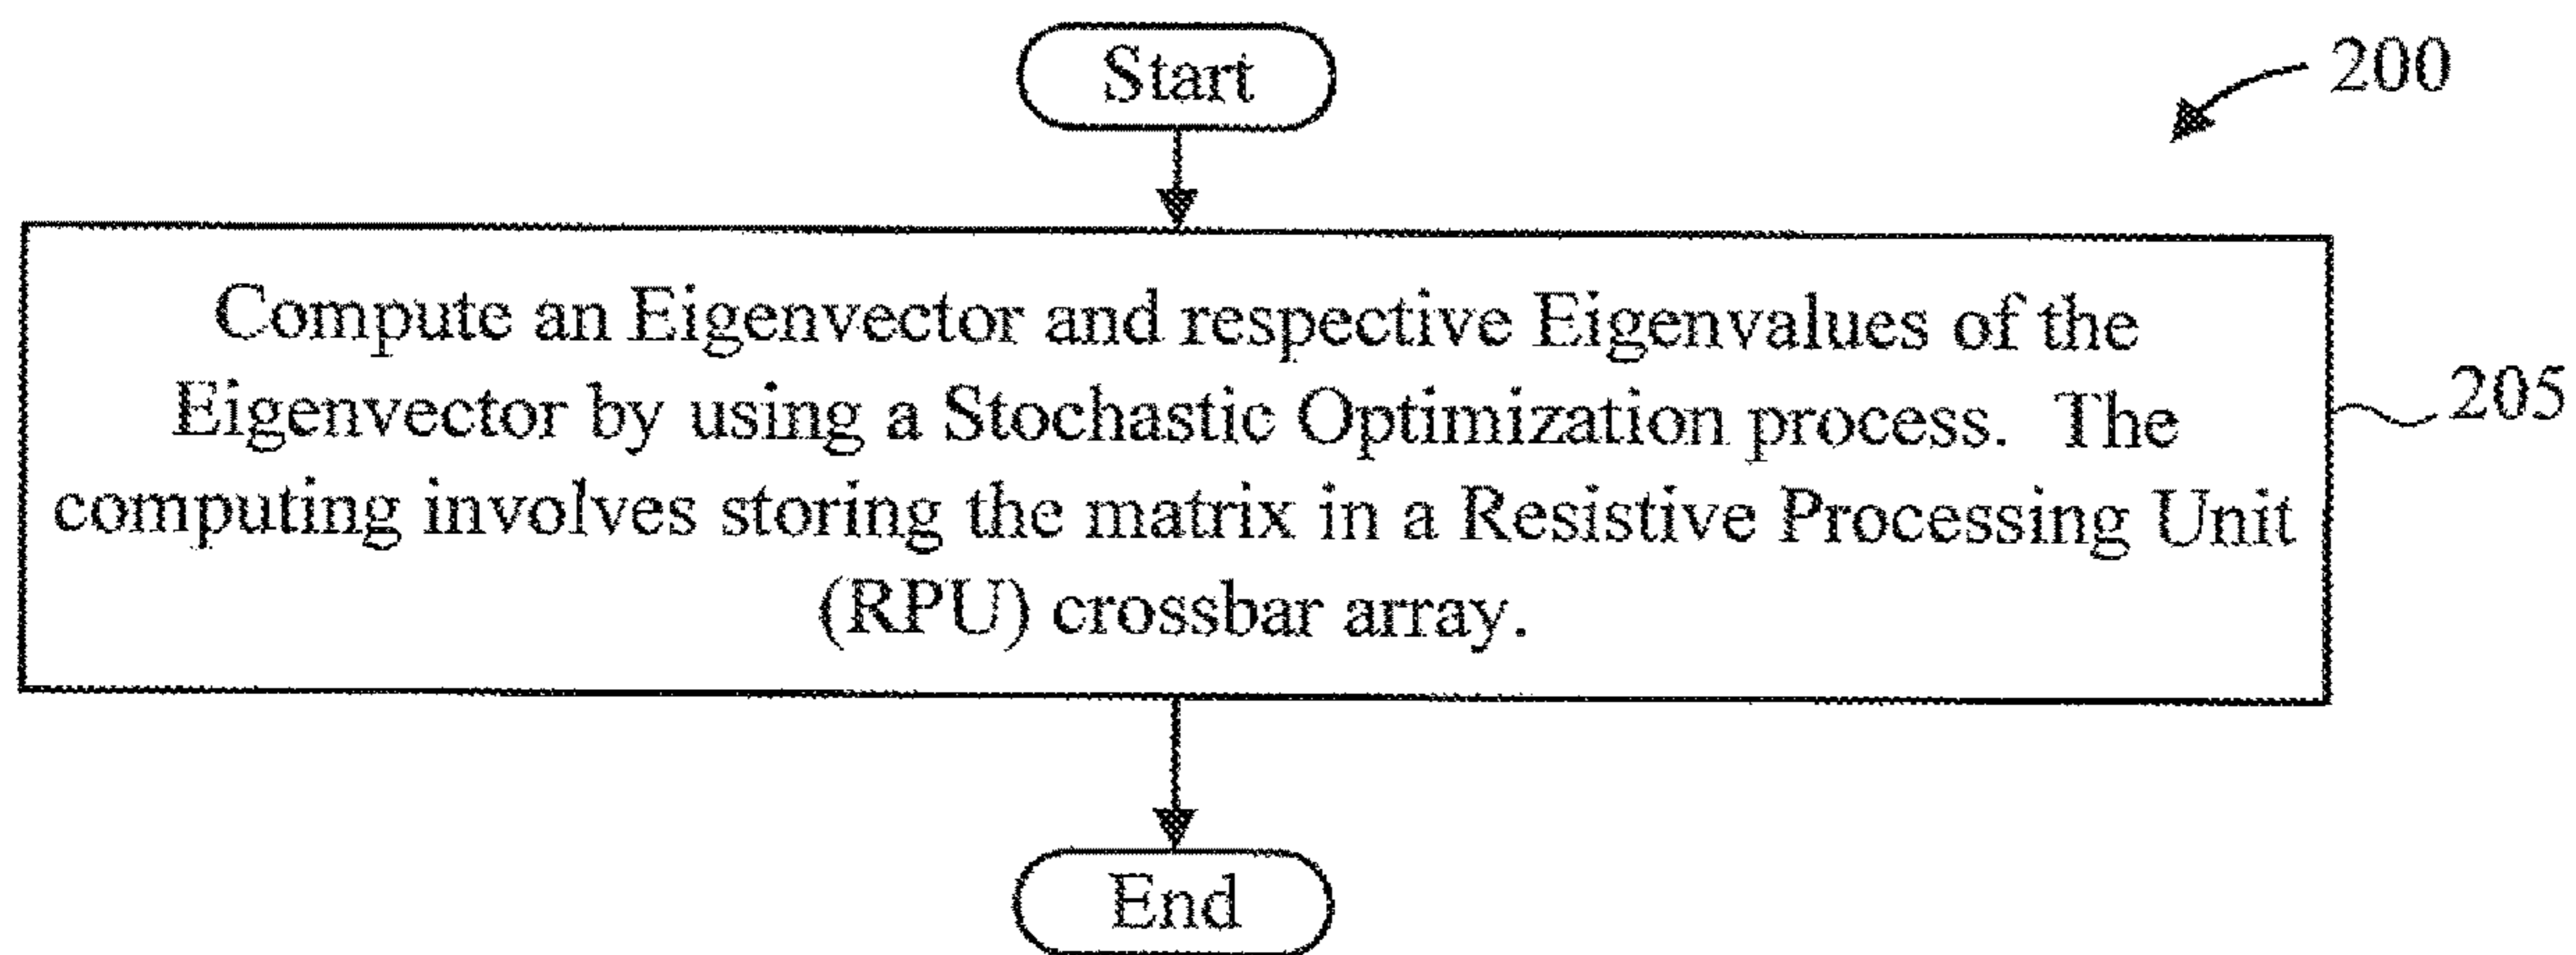 Start
200
Compute an Eigenvector and respective Eigenvalues of the
Eigenvector by using a Stochastic Optimization process. The
computing involves storing the matrix in a Resistive Processing Unit
(RPU) crossbar array.
205
End